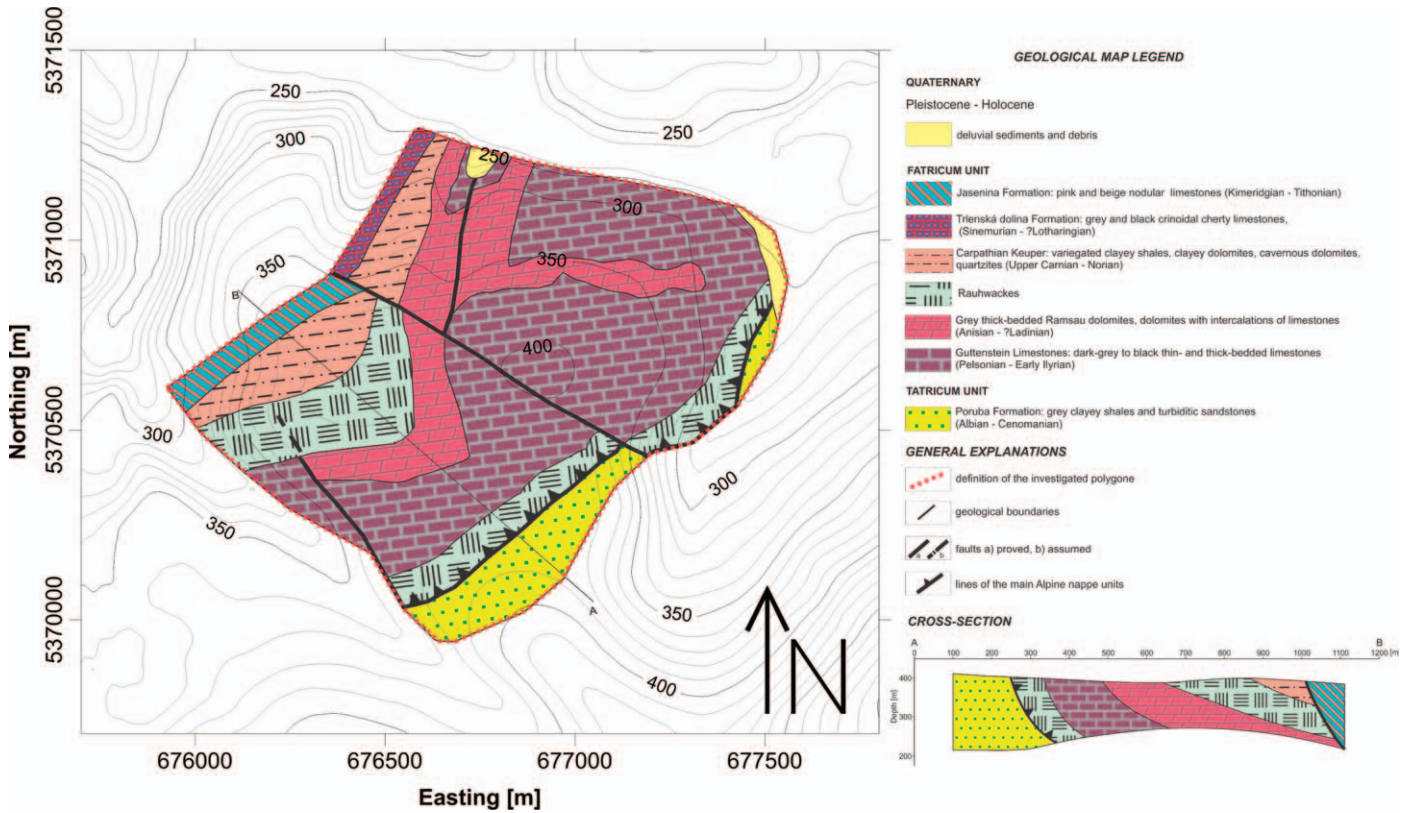 5371500
5371000
5370500
5370000
Northing [m]
250
300
250
250
300
350
350
B
400
300
300
350
A
350
400
N
676000
676500
677000
677500
Easting [m]
GEOLOGICAL MAP LEGEND
QUATERNARY
Pleistocene - Holocene
deluvial sediments and debris
FATRICUM UNIT
Jasenina Formation: pink and beige nodular limestones (Kimeridgian - Tithonian)
Trlenská dolina Formation: grey and black crinoidal cherty limestones,
(Sinemurian - ?Lotharingian)
Carpathian Keuper: variegated clayey shales, clayey dolomites, cavernous dolomites,
quartzites (Upper Carnian - Norian)
Rauhwackes
Grey thick-bedded Ramsau dolomites, dolomites with intercalations of limestones
(Anisian - ?Ladinian)
Guttenstein Limestones: dark-grey to black thin- and thick-bedded limestones
(Pelsonian - Early Ilyrian)
TATRICUM UNIT
Poruba Formation: grey clayey shales and turbiditic sandstones
(Albian - Cenomanian)
GENERAL EXPLANATIONS
definition of the investigated polygone
geological boundaries
a b
faults a) proved, b) assumed
lines of the main Alpine nappe units
CROSS-SECTION
A B
0 100 200 300 400 500 600 700 800 900 1000 1100 1200 [m]
Depth [m]
400
300
200